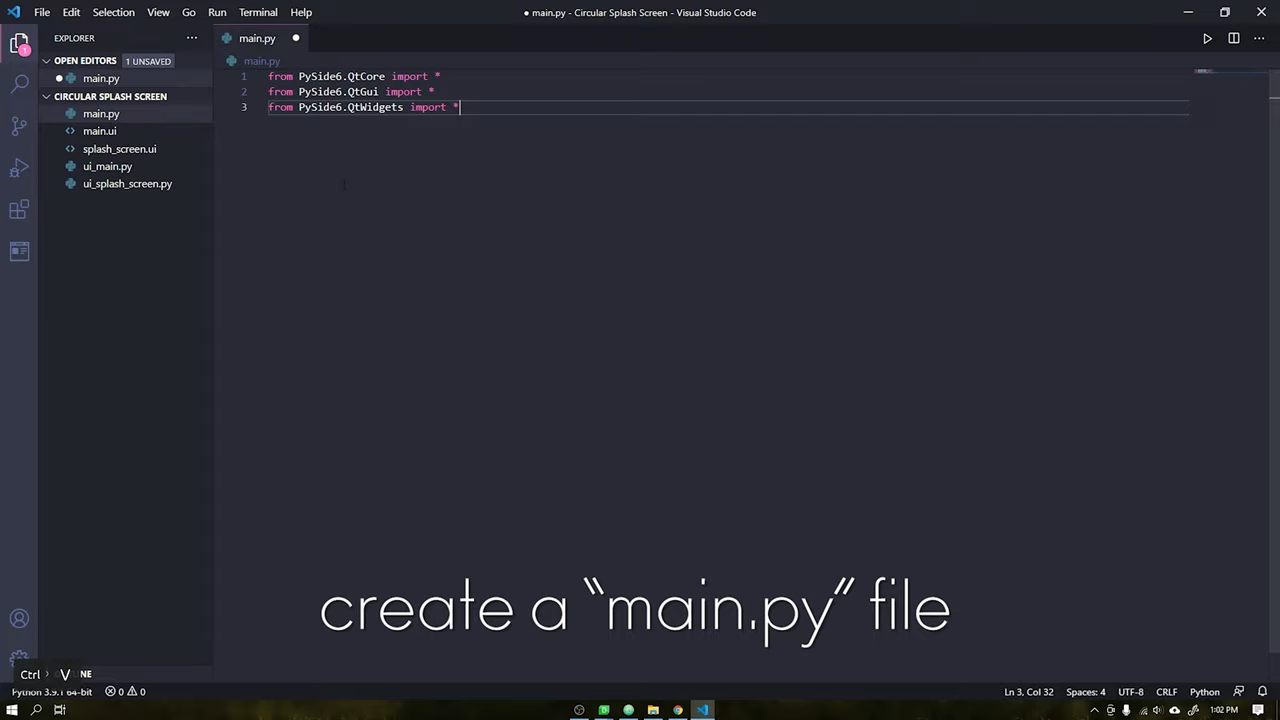 File Edit Selection View Go Run Terminal Help
● main.py - Circular Splash Screen - Visual Studio Code
EXPLORER
OPEN EDITORS 1 UNSAVED
main.py
CIRCULAR SPLASH SCREEN
main.py
main.ui
splash_screen.ui
ui_main.py
ui_splash_screen.py
main.py
main.py
1 from PySide6.QtCore import *
2 from PySide6.QtGui import *
3 from PySide6.QtWidgets import *
create a “main.py” file
Ctrl V
Python 3.9.1 64-bit 0 0
Ln 3, Col 32 Spaces: 4 UTF-8 CRLF Python
1:02 PM